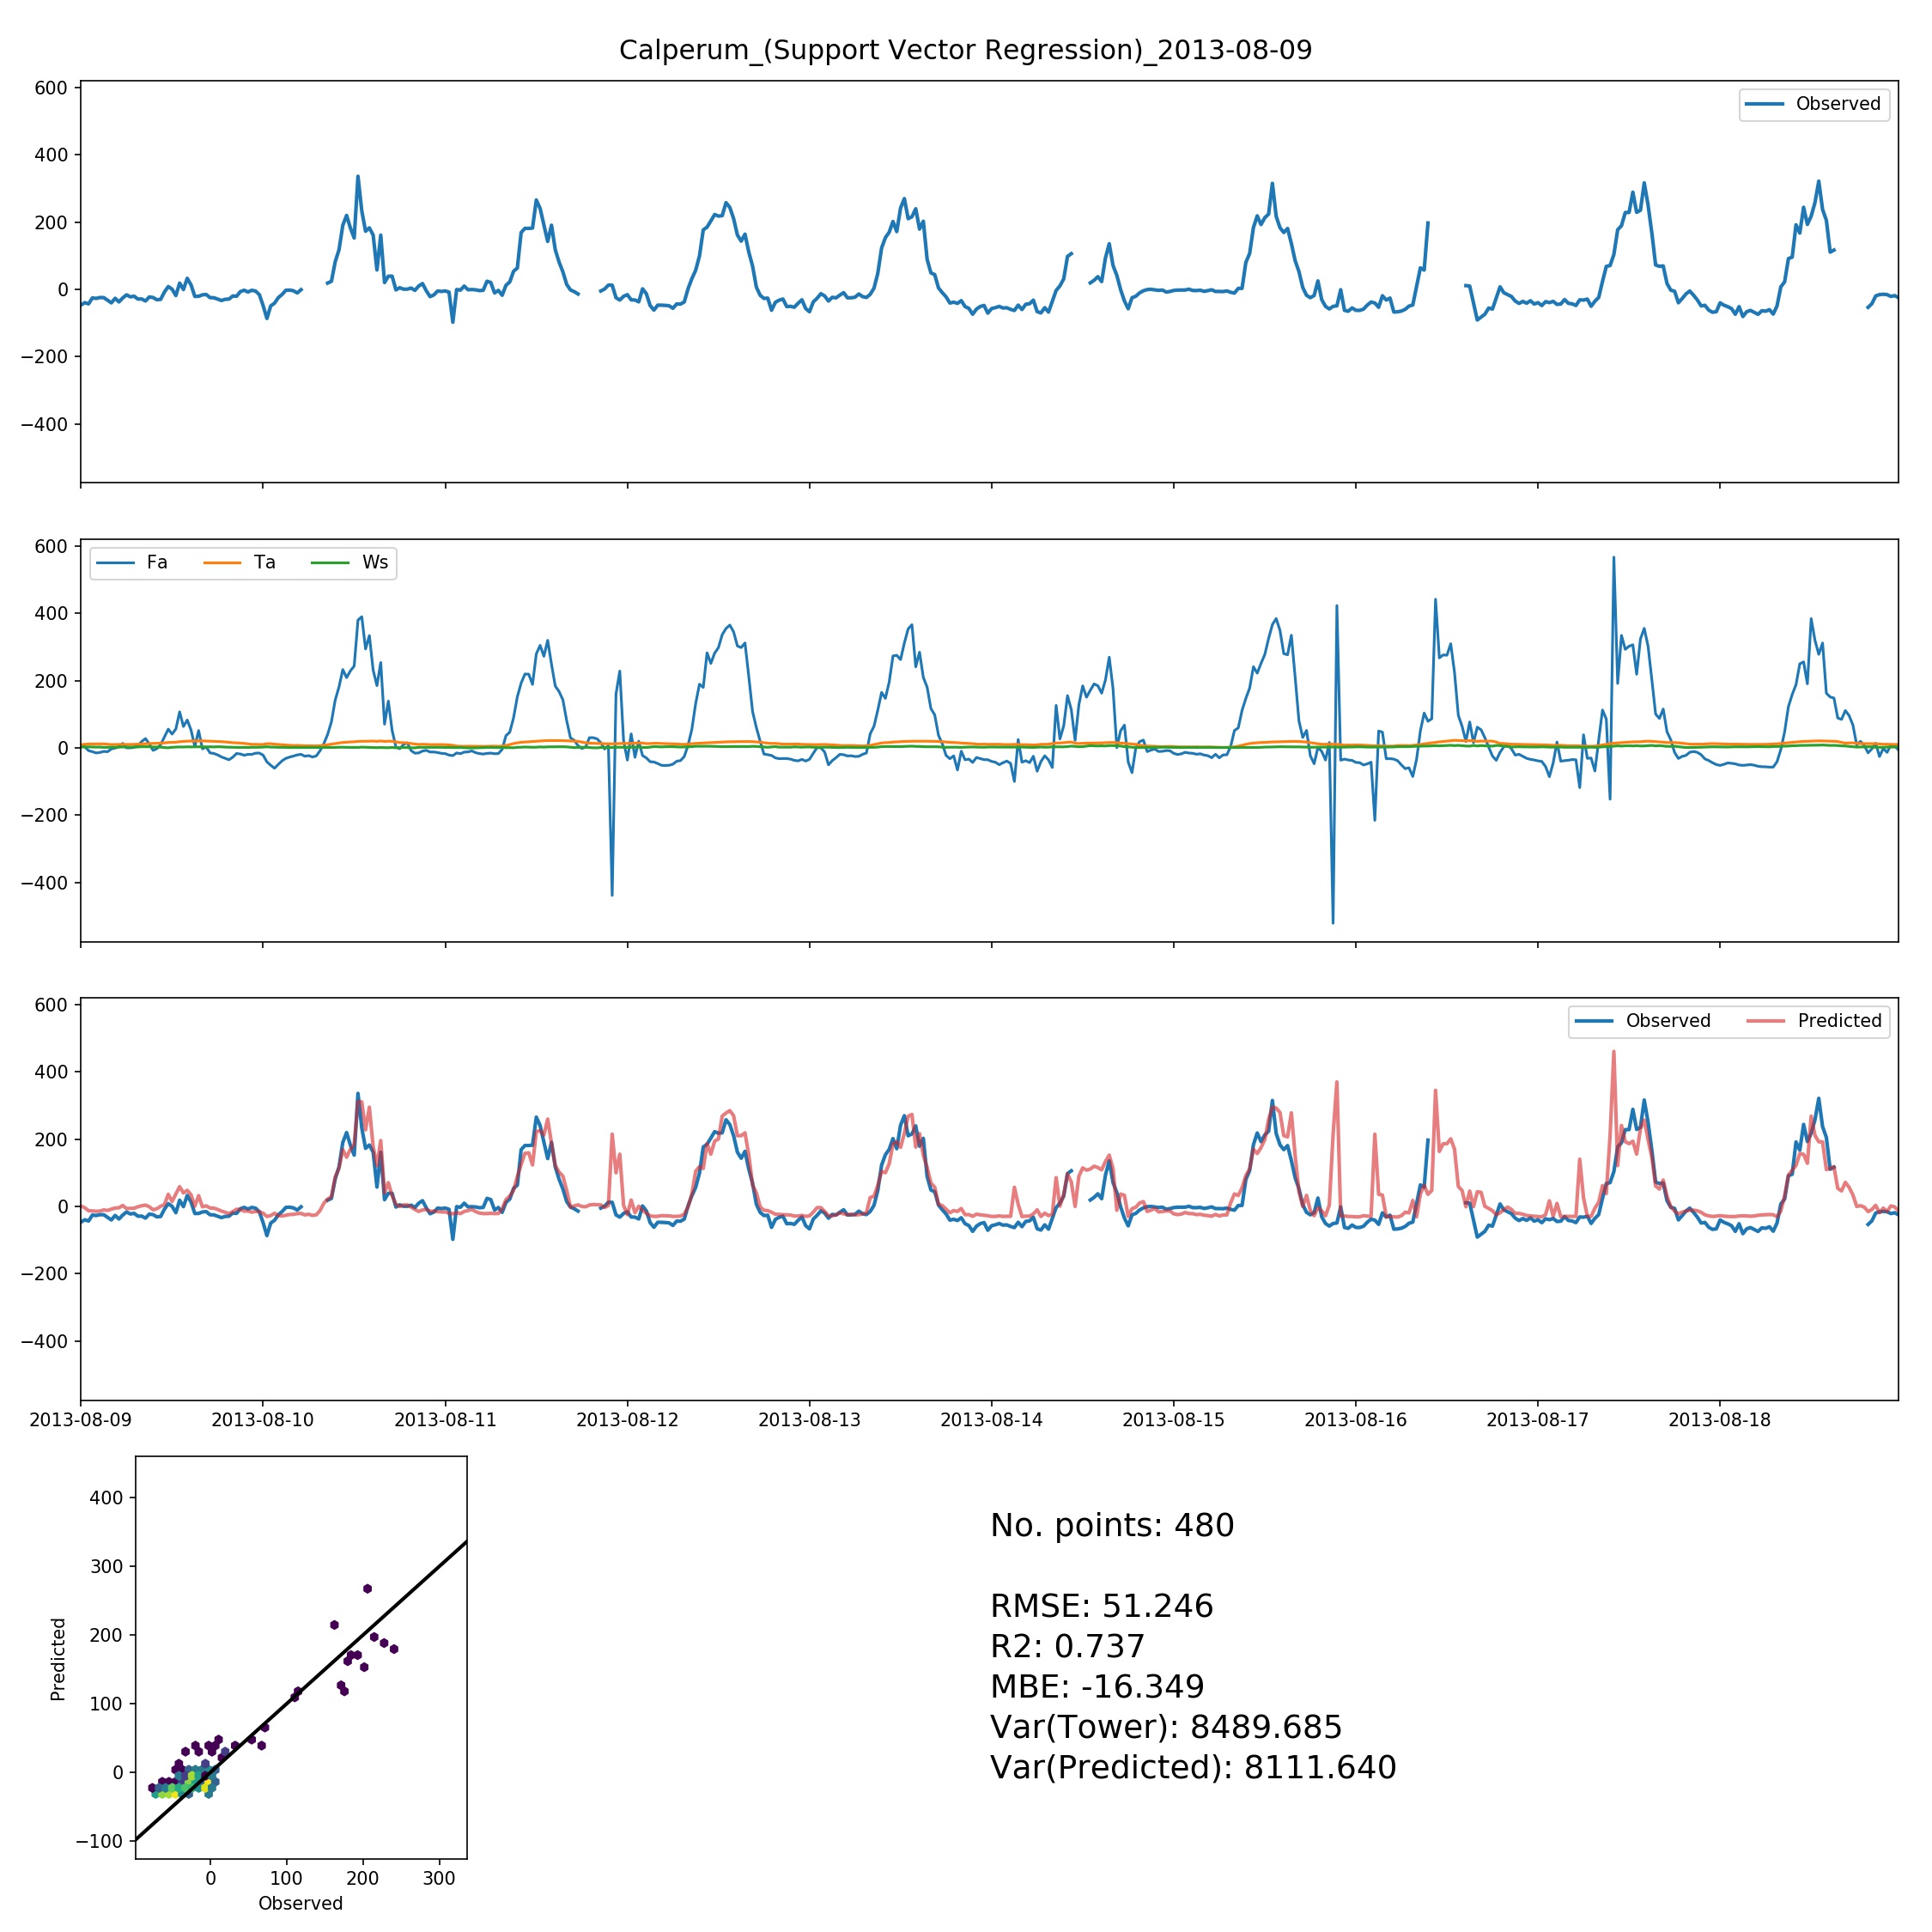 Calperum_(Support Vector Regression)_2013-08-09
600
400
200
0
−200
−400
Observed
600
400
200
0
−200
−400
Fa Ta Ws
600
400
200
0
−200
−400
Observed Predicted
2013-08-09 2013-08-10 2013-08-11 2013-08-12 2013-08-13 2013-08-14 2013-08-15 2013-08-16 2013-08-17 2013-08-18
400
300
200
100
0
−100
Predicted
0 100 200 300
Observed
No. points: 480
RMSE: 51.246
R2: 0.737
MBE: -16.349
Var(Tower): 8489.685
Var(Predicted): 8111.640